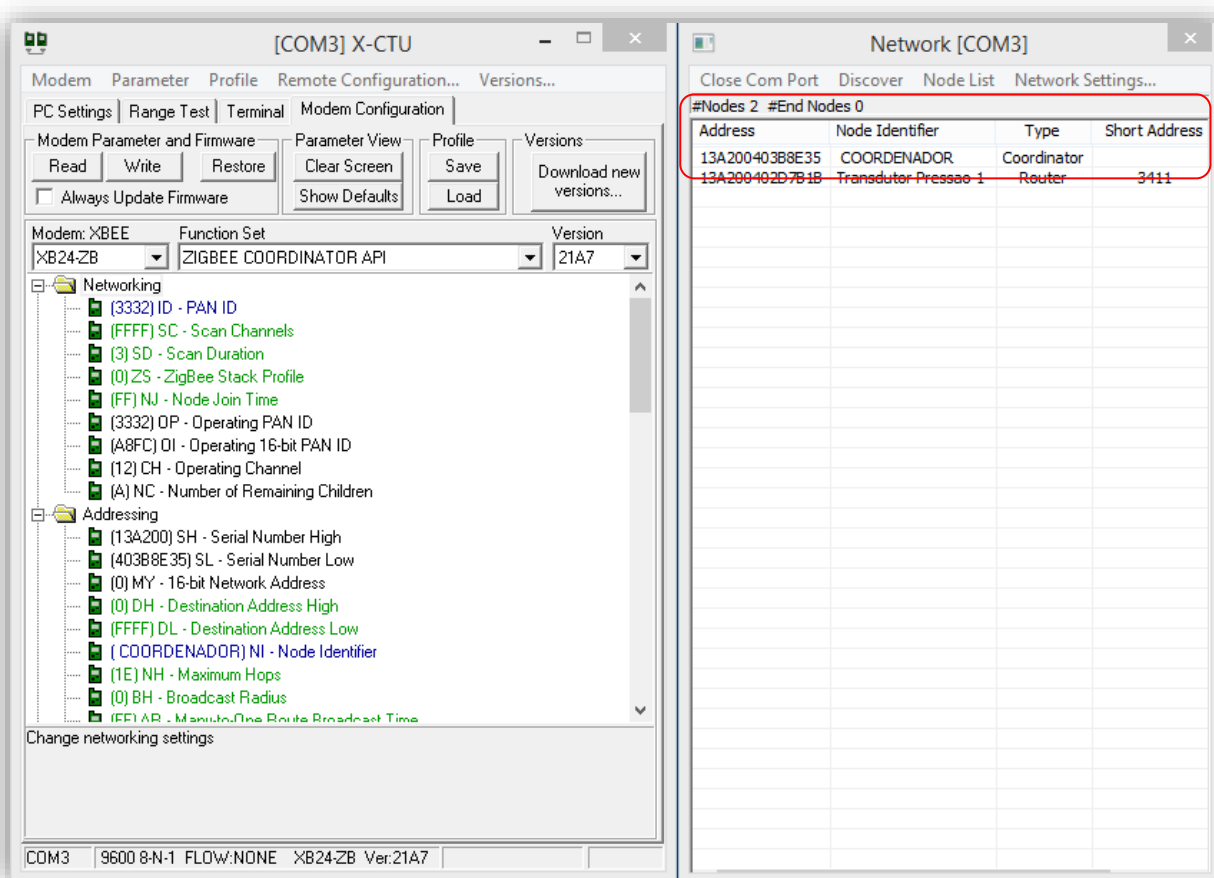 [COM3] X-CTU
Modem Parameter Profile Remote Configuration... Versions...
PC Settings Range Test Terminal Modem Configuration
Modem Parameter and Firmware Parameter View Profile Versions
Read Write Restore Clear Screen Save Download new versions...
Always Update Firmware Show Defaults Load
Modem: XBEE Function Set Version
XB24-ZB ZIGBEE COORDINATOR API 21A7
Networking
(3332) ID - PAN ID
(FFFF) SC - Scan Channels
(3) SD - Scan Duration
(0) ZS - ZigBee Stack Profile
(FF) NJ - Node Join Time
(3332) OP - Operating PAN ID
(A8FC) OI - Operating 16-bit PAN ID
(12) CH - Operating Channel
(A) NC - Number of Remaining Children
Addressing
(13A200) SH - Serial Number High
(403B8E35) SL - Serial Number Low
(0) MY - 16-bit Network Address
(0) DH - Destination Address High
(FFFF) DL - Destination Address Low
( COORDENADOR) NI - Node Identifier
(1E) NH - Maximum Hops
(0) BH - Broadcast Radius
(FF) AR - Many-to-One Route Broadcast Time
Change networking settings
COM3 9600 8-N-1 FLOW:NONE XB24-ZB Ver:21A7
Network [COM3]
Close Com Port Discover Node List Network Settings...
#Nodes 2 #End Nodes 0
Address Node Identifier Type Short Address
13A200403B8E35 COORDENADOR Coordinator
13A200402D7B1B Transdutor Pressao 1 Router 3411